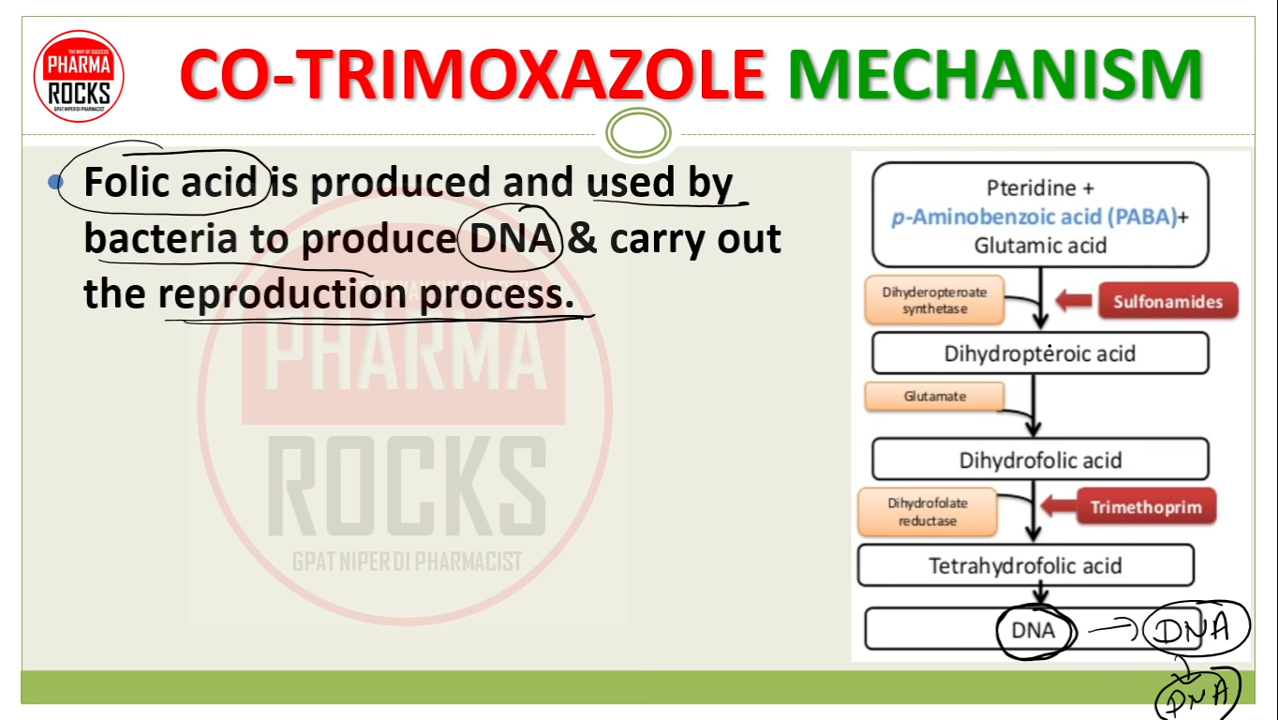 THE WAY OF SUCCESS
PHARMA
ROCKS
GPAT NIPER DI PHARMACIST
CO-TRIMOXAZOLE MECHANISM
Folic acid is produced and used by
bacteria to produce DNA & carry out
the reproduction process.
PHARMA
ROCKS
GPAT NIPER DI PHARMACIST
Pteridine +
p-Aminobenzoic acid (PABA)+
Glutamic acid
Dihyderopteroate
synthetase
Sulfonamides
Dihydropteroic acid
Glutamate
Dihydrofolic acid
Dihydrofolate
reductase
Trimethoprim
Tetrahydrofolic acid
DNA
DNA